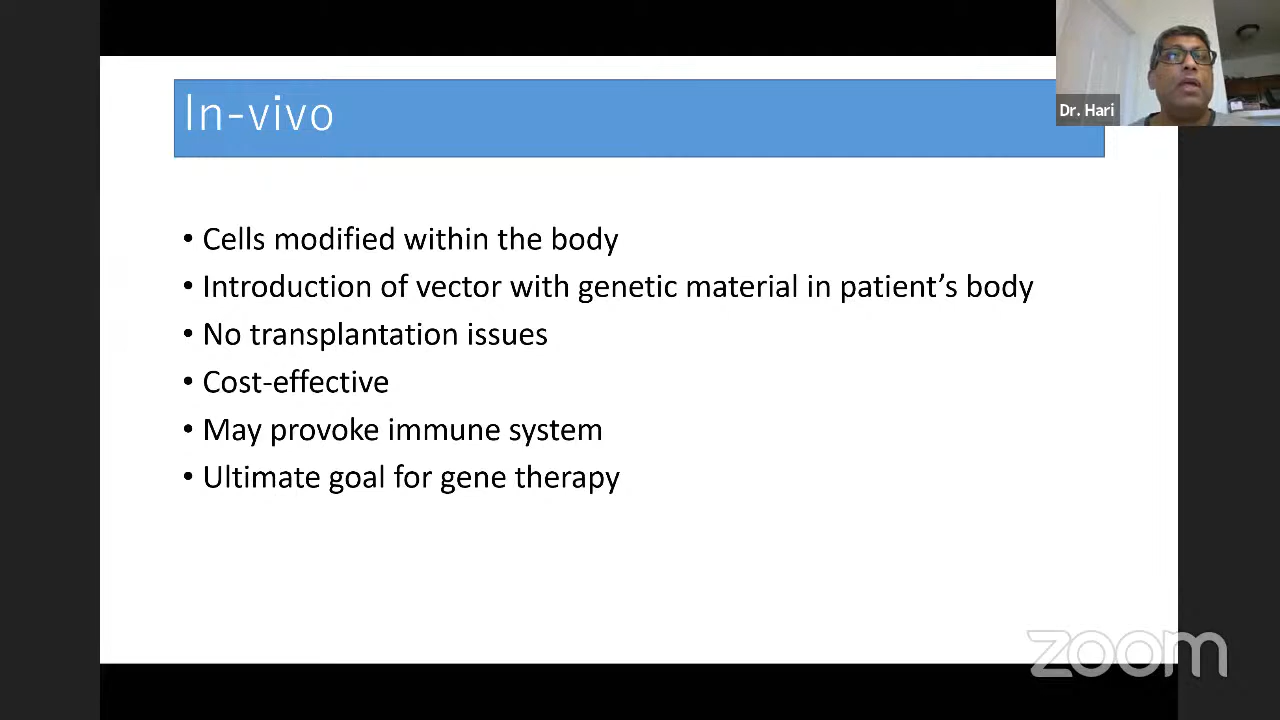 In-vivo
Dr. Hari
• Cells modified within the body
• Introduction of vector with genetic material in patient’s body
• No transplantation issues
• Cost-effective
• May provoke immune system
• Ultimate goal for gene therapy
zoom